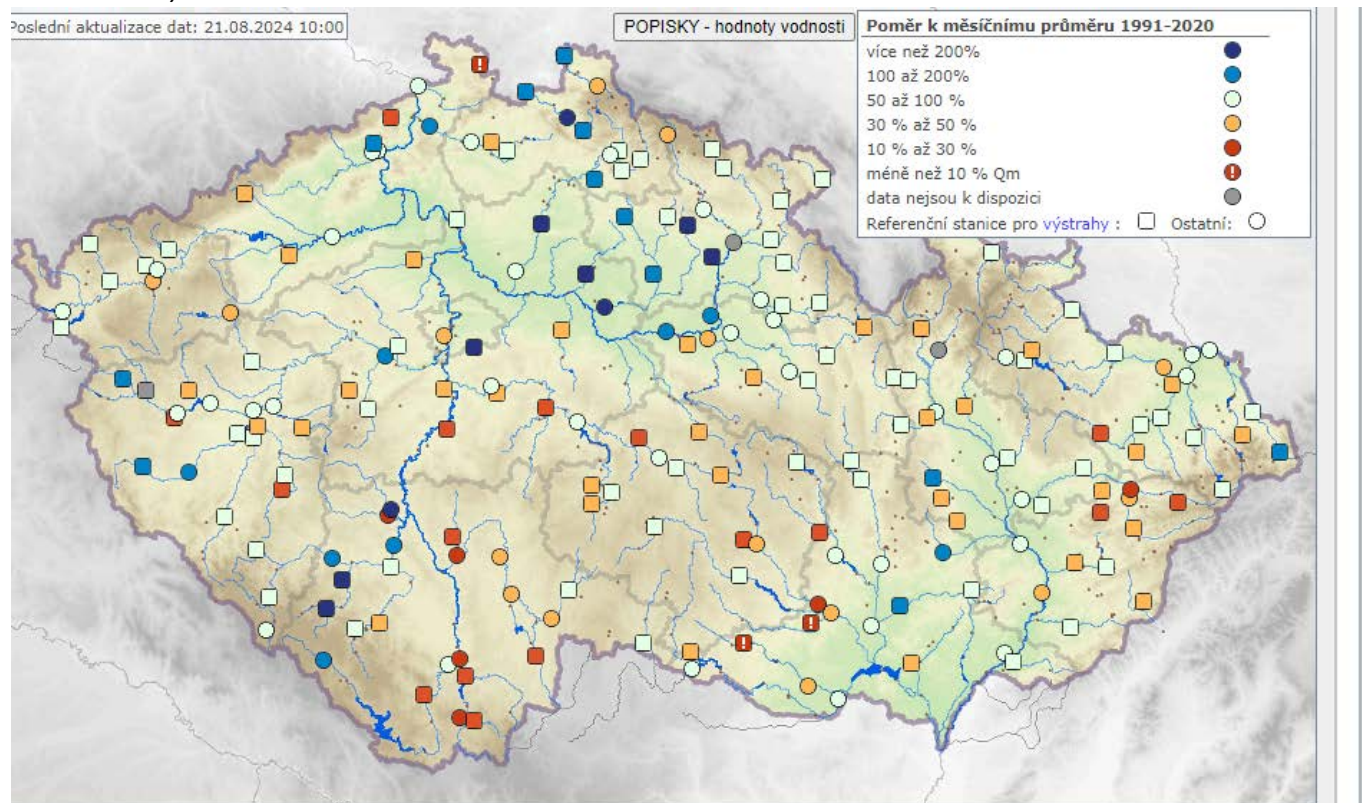 Poslední aktualizace dat: 21.08.2024 10:00
POPISKY - hodnoty vodnosti
Poměr k měsíčnímu průměru 1991-2020
více než 200%
100 až 200%
50 až 100 %
30 % až 50 %
10 % až 30 %
méně než 10 % Qm
data nejsou k dispozici
Referenční stanice pro výstrahy : Ostatní: